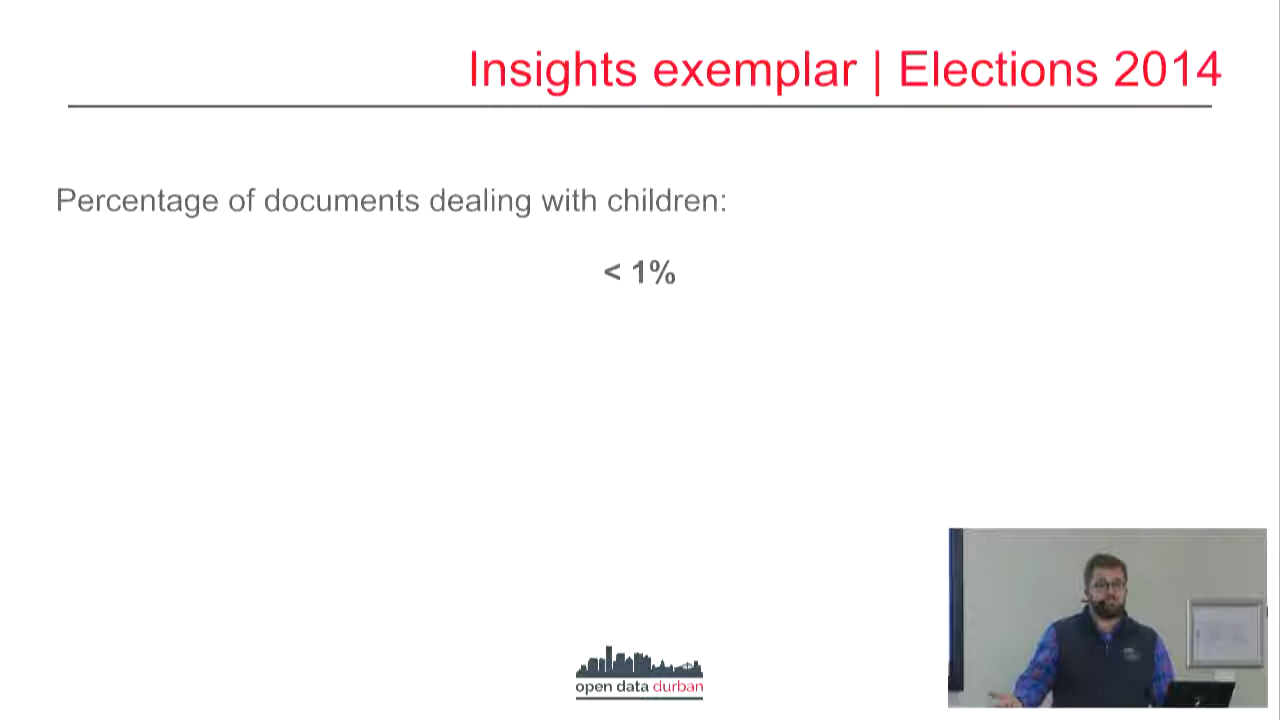 Insights exemplar | Elections 2014
Percentage of documents dealing with children:
< 1%
open data durban